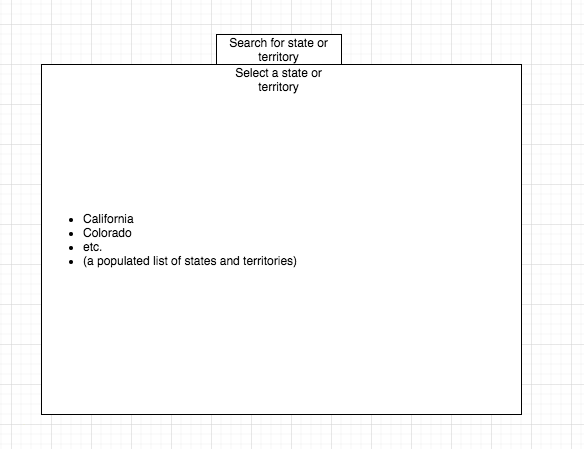 Search for state or
territory
Select a state or
territory
• California
• Colorado
• etc.
• (a populated list of states and territories)